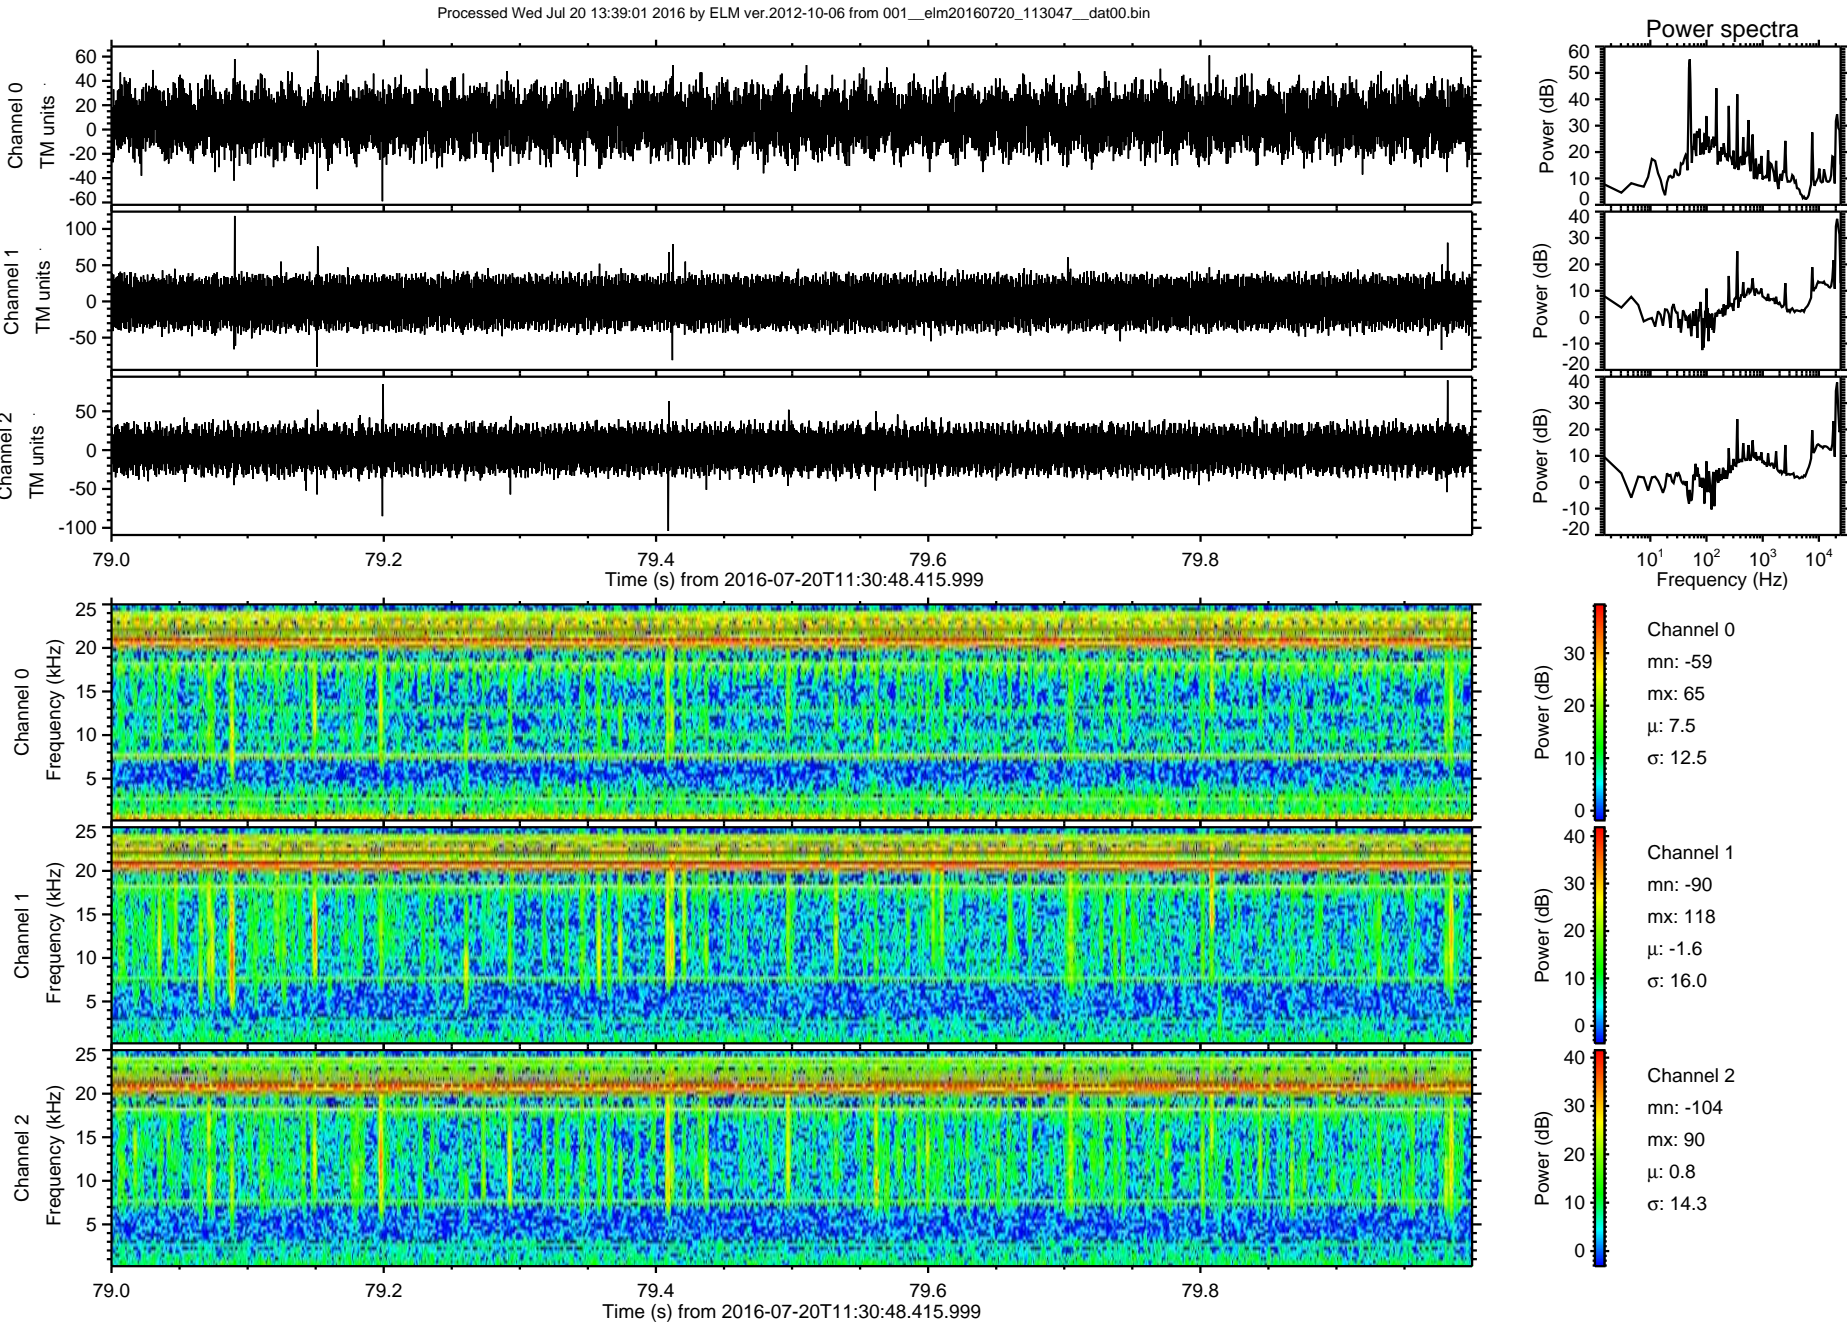 Processed Wed Jul 20 13:39:01 2016 by ELM ver.2012-10-06 from 001__elm20160720_113047__dat00.bin
Power spectra
Channel 0
TM units
60
40
20
0
-20
-40
-60
Power (dB)
60
50
40
30
20
10
0
Channel 1
TM units
100
50
0
-50
Power (dB)
40
30
20
10
0
-10
-20
Channel 2
TM units
50
0
-50
-100
Power (dB)
40
30
20
10
0
-10
-20
79.0 79.2 79.4 79.6 79.8
Time (s) from 2016-07-20T11:30:48.415.999
10^1 10^2 10^3 10^4
Frequency (Hz)
Channel 0
Frequency (kHz)
25
20
15
10
5
Power (dB)
30
20
10
0
Channel 0
mn: -59
mx: 65
μ: 7.5
σ: 12.5
Channel 1
Frequency (kHz)
25
20
15
10
5
Power (dB)
40
30
20
10
0
Channel 1
mn: -90
mx: 118
μ: -1.6
σ: 16.0
Channel 2
Frequency (kHz)
25
20
15
10
5
Power (dB)
40
30
20
10
0
Channel 2
mn: -104
mx: 90
μ: 0.8
σ: 14.3
79.0 79.2 79.4 79.6 79.8
Time (s) from 2016-07-20T11:30:48.415.999